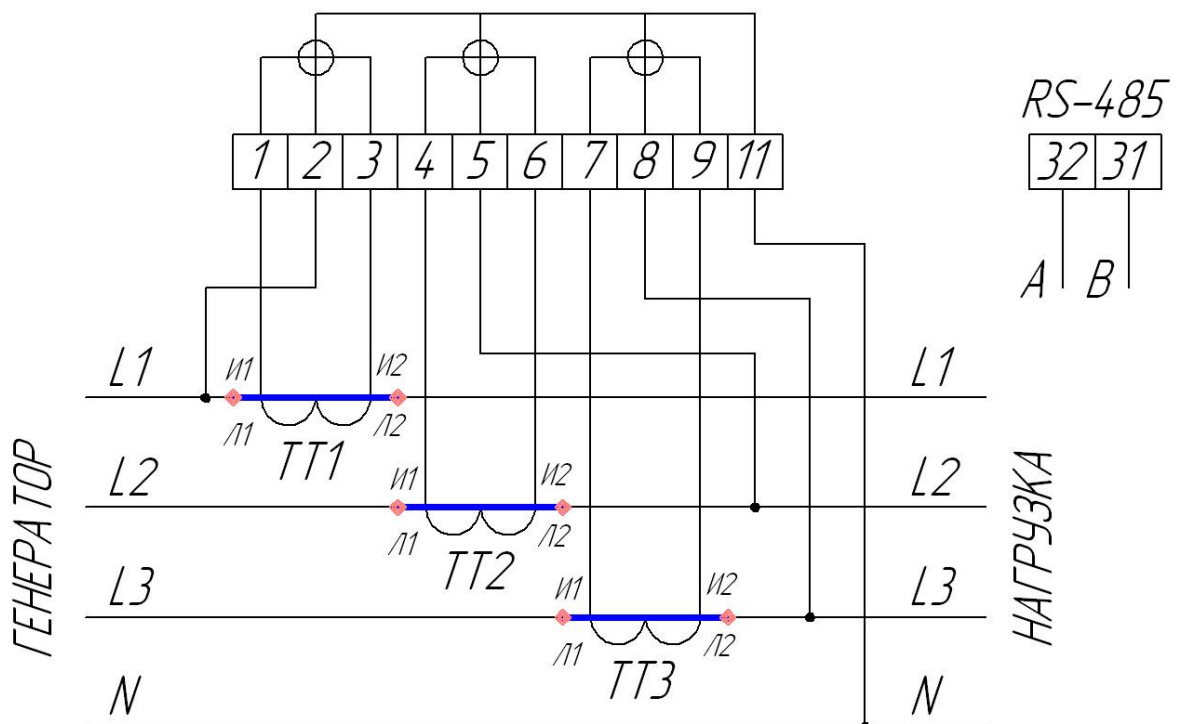 RS-485
1 2 3 4 5 6 7 8 9 11
32 31
A B
L1 И1 И2 L1
Л1 Л2
ТТ1
L2 И1 И2 L2
Л1 Л2
ТТ2
L3 И1 И2 L3
Л1 Л2
ТТ3
N N
ГЕНЕРАТОР
НАГРУЗКА